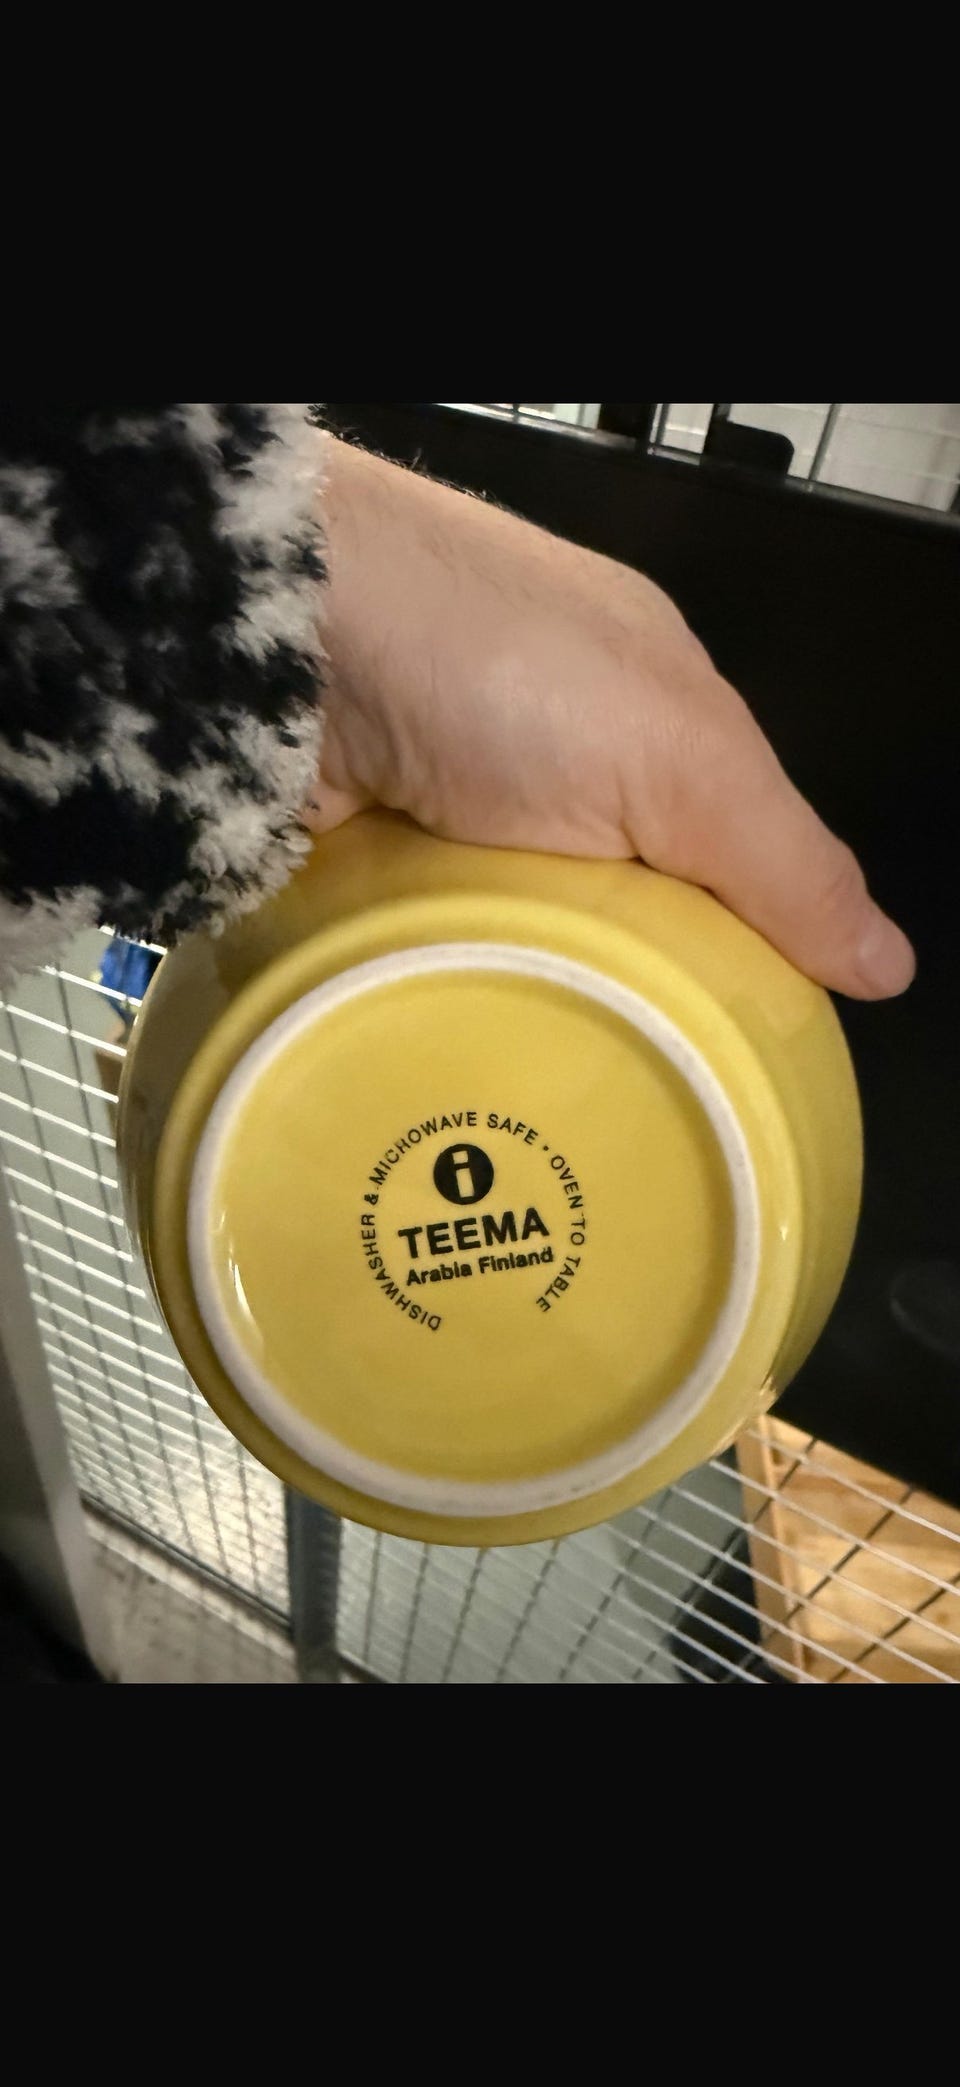 DISHWASHER & MICROWAVE SAFE • OVEN TO TABLE
i
TEEMA
Arabia Finland